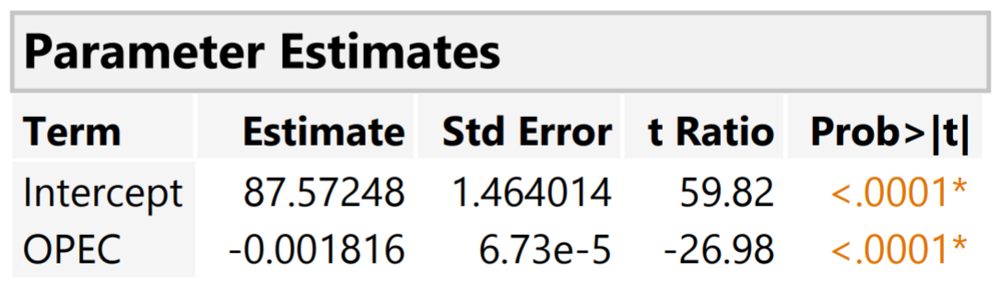 Parameter Estimates
Term Estimate Std Error t Ratio Prob>|t|
Intercept 87.57248 1.464014 59.82 <.0001*
OPEC -0.001816 6.73e-5 -26.98 <.0001*